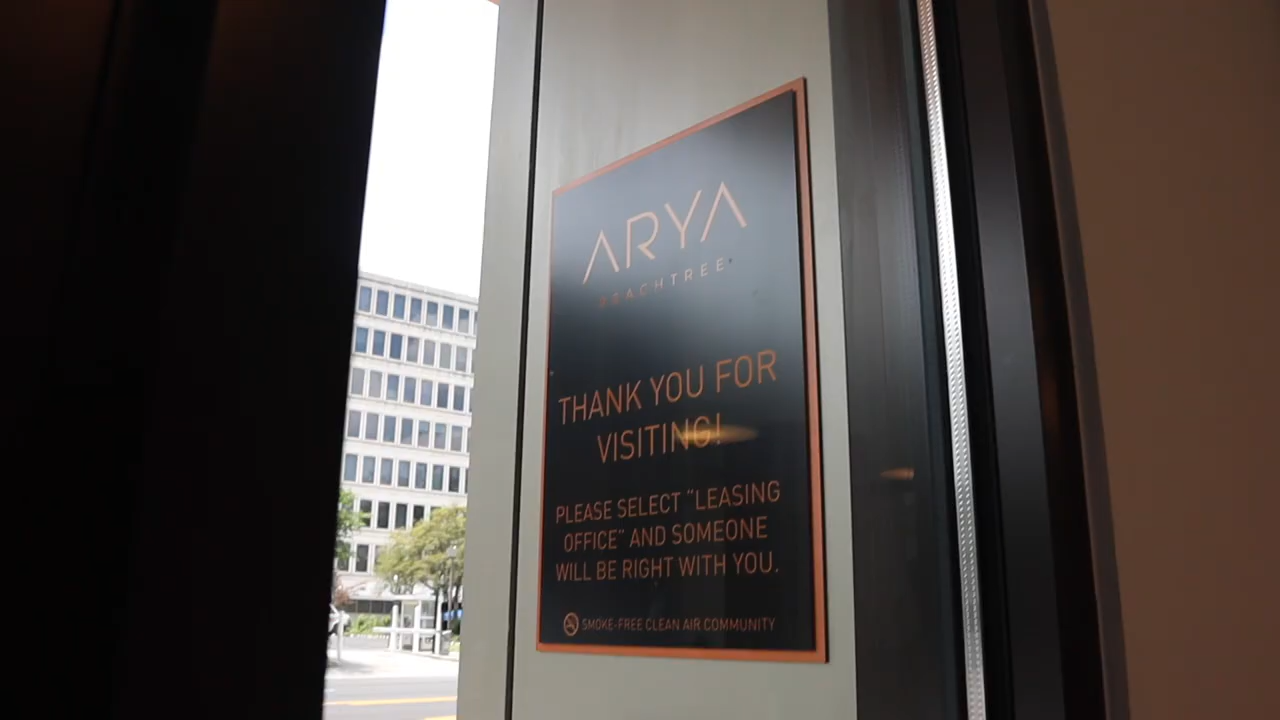 ARYA
PEACHTREE
THANK YOU FOR
VISITING!
PLEASE SELECT “LEASING
OFFICE” AND SOMEONE
WILL BE RIGHT WITH YOU.
SMOKE-FREE CLEAN AIR COMMUNITY